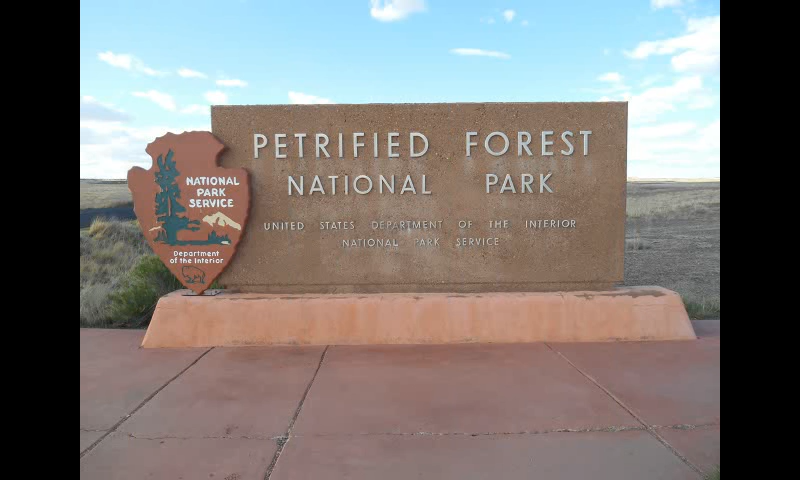 PETRIFIED FOREST
NATIONAL PARK
UNITED STATES DEPARTMENT OF THE INTERIOR
NATIONAL PARK SERVICE
NATIONAL
PARK
SERVICE
Department
of the Interior